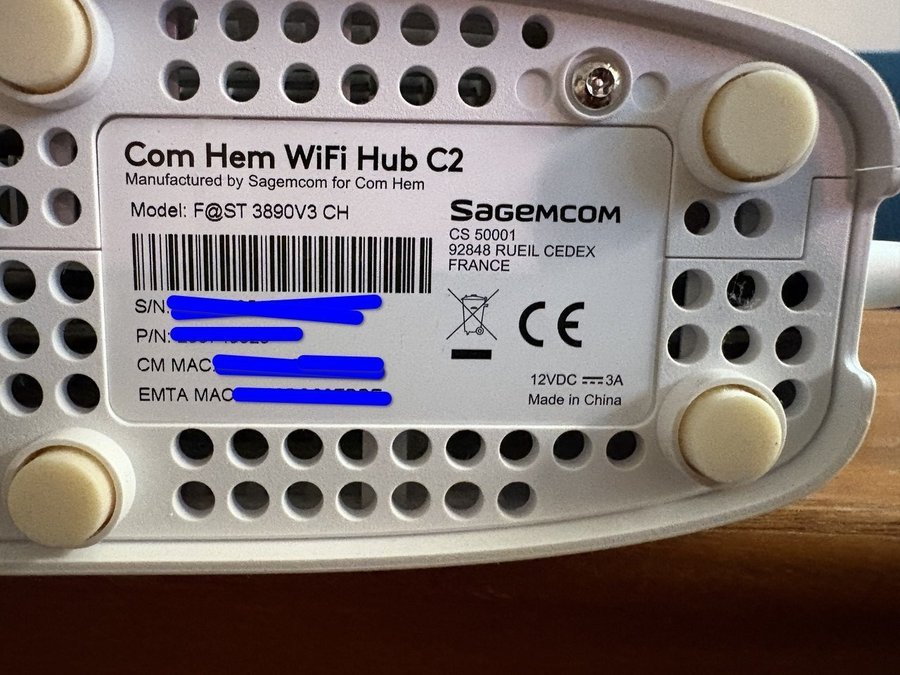 Com Hem WiFi Hub C2
Manufactured by Sagemcom for Com Hem
Model: F@ST 3890V3 CH
S/N:
P/N:
CM MAC:
EMTA MAC
SAGEMCOM
CS 50001
92848 RUEIL CEDEX
FRANCE
CE
12VDC 3A
Made in China